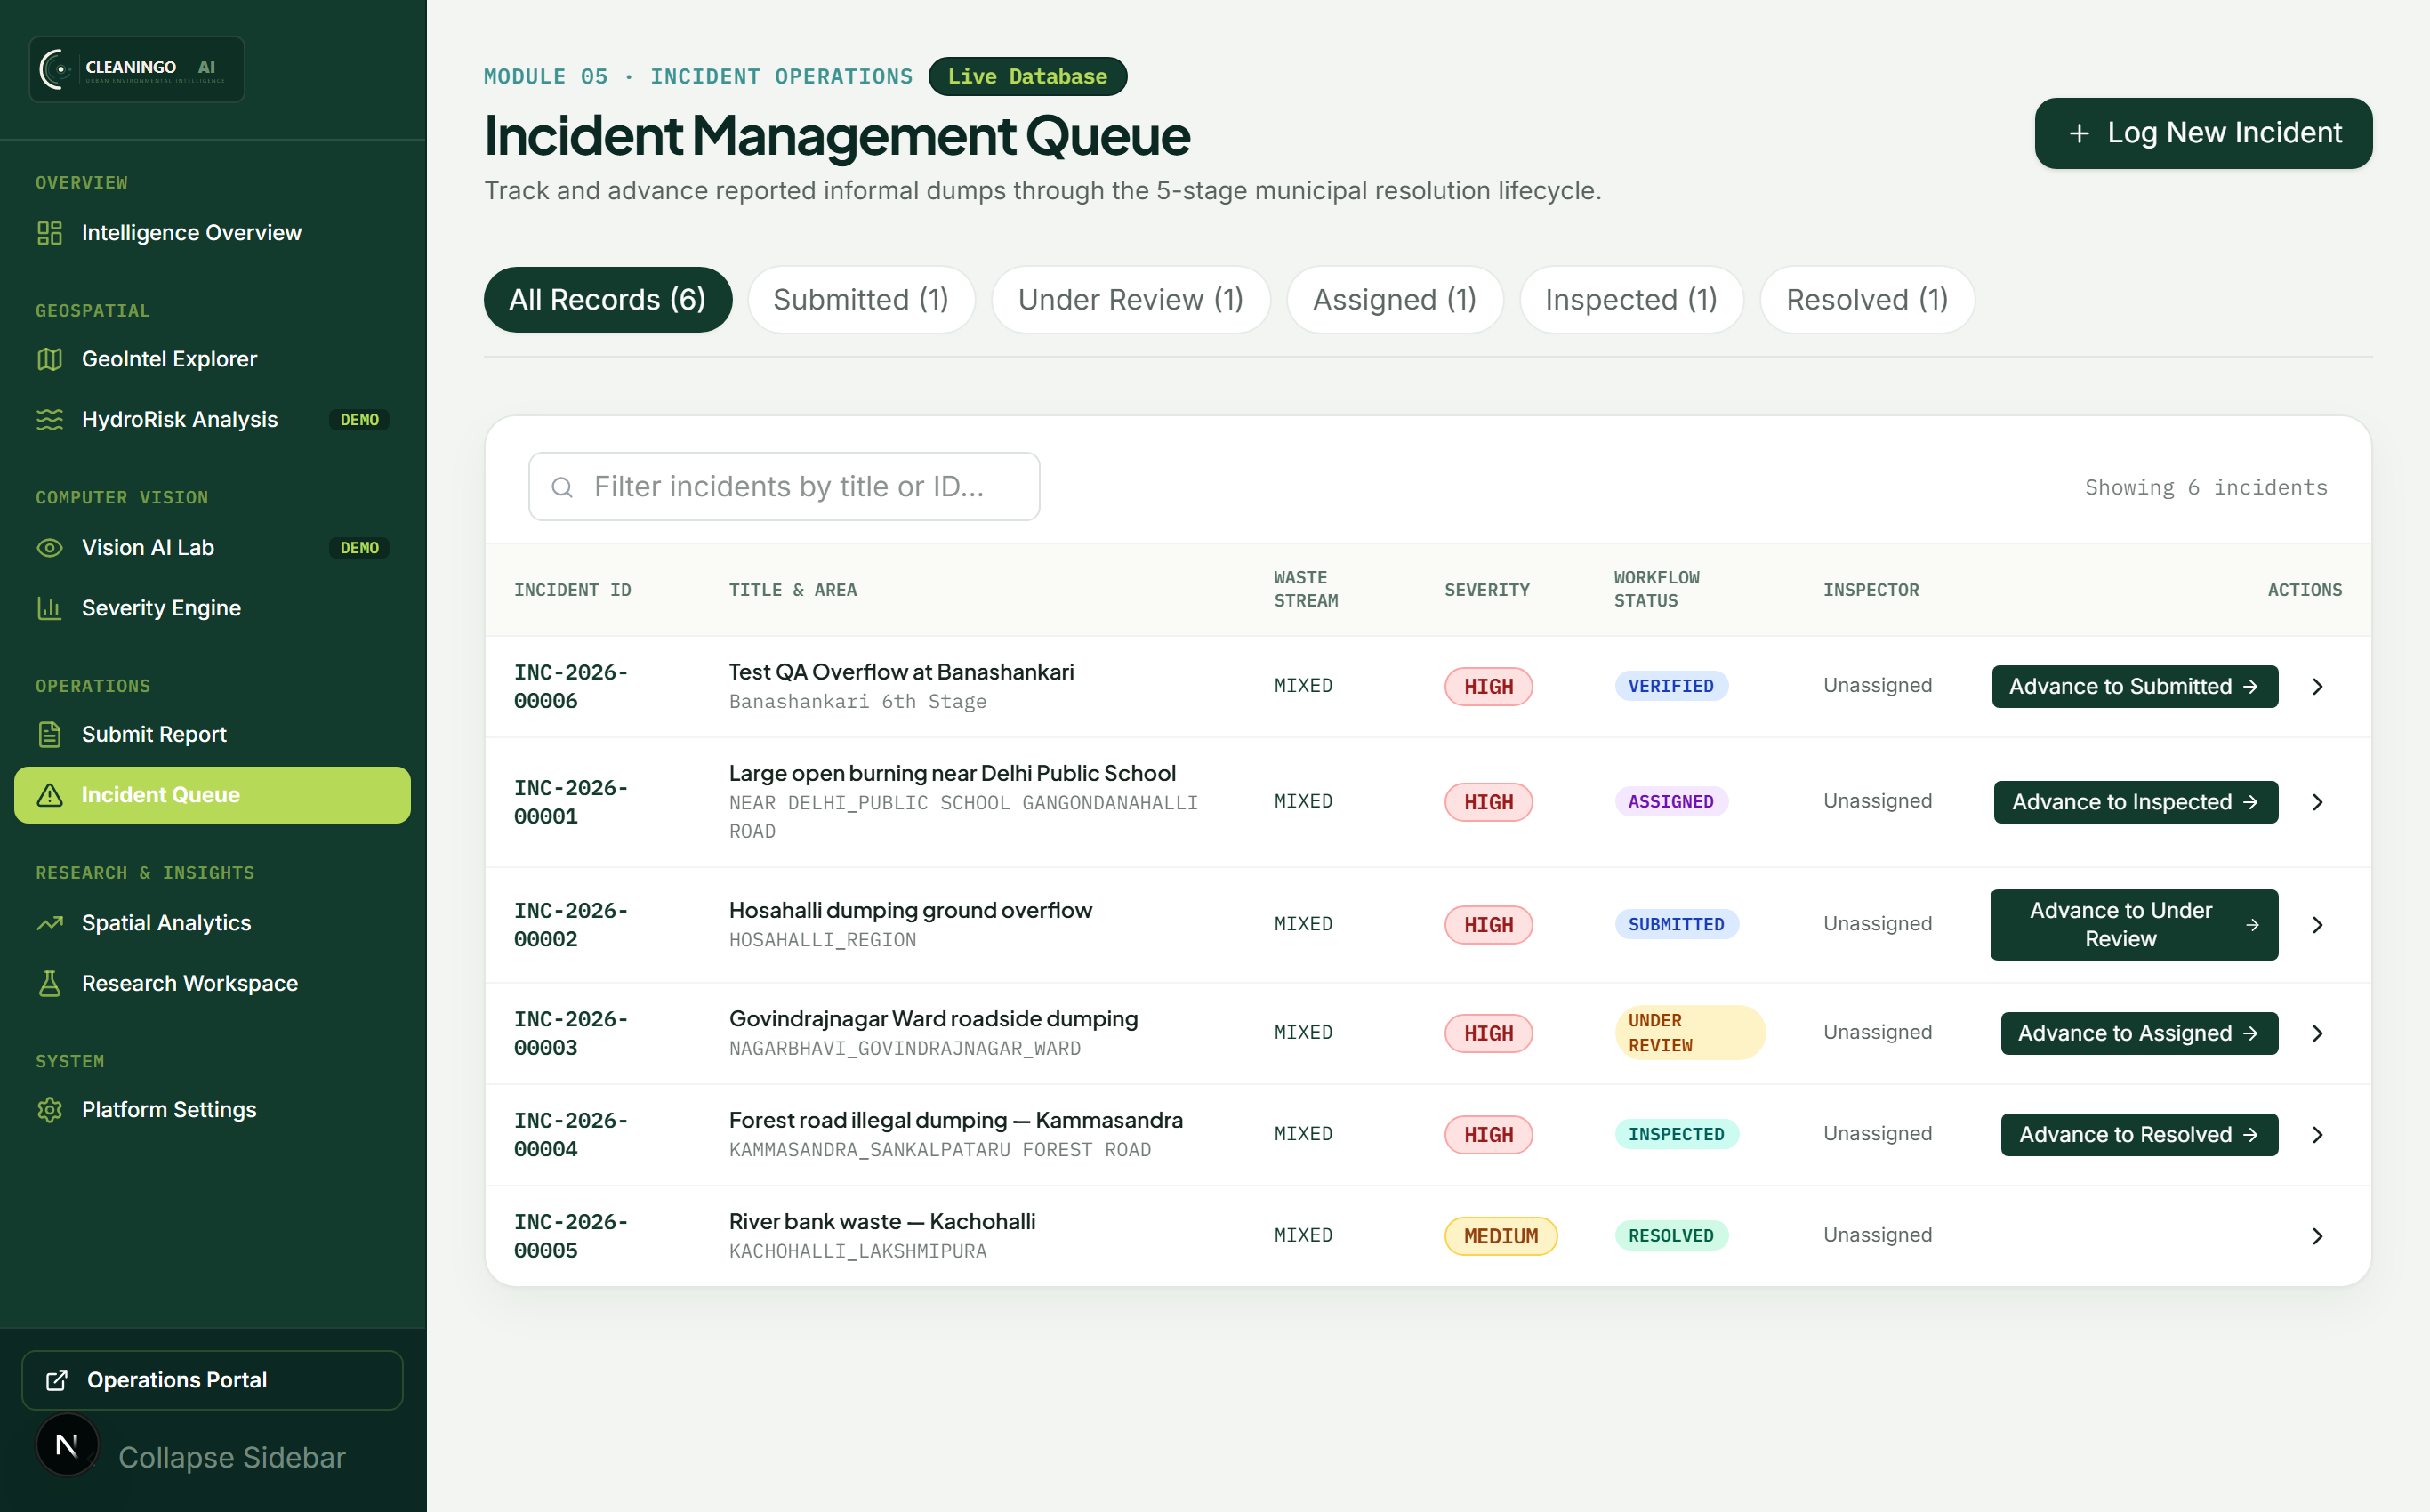 CLEANINGO AI
URBAN ENVIRONMENTAL INTELLIGENCE
OVERVIEW
Intelligence Overview
GEOSPATIAL
GeoIntel Explorer
HydroRisk Analysis DEMO
COMPUTER VISION
Vision AI Lab DEMO
Severity Engine
OPERATIONS
Submit Report
Incident Queue
RESEARCH & INSIGHTS
Spatial Analytics
Research Workspace
SYSTEM
Platform Settings
Operations Portal
N
Collapse Sidebar
MODULE 05 · INCIDENT OPERATIONS Live Database
Incident Management Queue
Track and advance reported informal dumps through the 5-stage municipal resolution lifecycle.
+ Log New Incident
All Records (6) Submitted (1) Under Review (1) Assigned (1) Inspected (1) Resolved (1)
Filter incidents by title or ID...
Showing 6 incidents
INCIDENT ID TITLE & AREA WASTE STREAM SEVERITY WORKFLOW STATUS INSPECTOR ACTIONS
INC-2026-
00006
Test QA Overflow at Banashankari
Banashankari 6th Stage
MIXED HIGH VERIFIED Unassigned Advance to Submitted →
INC-2026-
00001
Large open burning near Delhi Public School
NEAR DELHI_PUBLIC SCHOOL GANGONDANAHALLI
ROAD
MIXED HIGH ASSIGNED Unassigned Advance to Inspected →
INC-2026-
00002
Hosahalli dumping ground overflow
HOSAHALLI_REGION
MIXED HIGH SUBMITTED Unassigned Advance to Under
Review →
INC-2026-
00003
Govindrajnagar Ward roadside dumping
NAGARBHAVI_GOVINDRAJNAGAR_WARD
MIXED HIGH UNDER
REVIEW
Unassigned Advance to Assigned →
INC-2026-
00004
Forest road illegal dumping — Kammasandra
KAMMASANDRA_SANKALPATARU FOREST ROAD
MIXED HIGH INSPECTED Unassigned Advance to Resolved →
INC-2026-
00005
River bank waste — Kachohalli
KACHOHALLI_LAKSHMIPURA
MIXED MEDIUM RESOLVED Unassigned